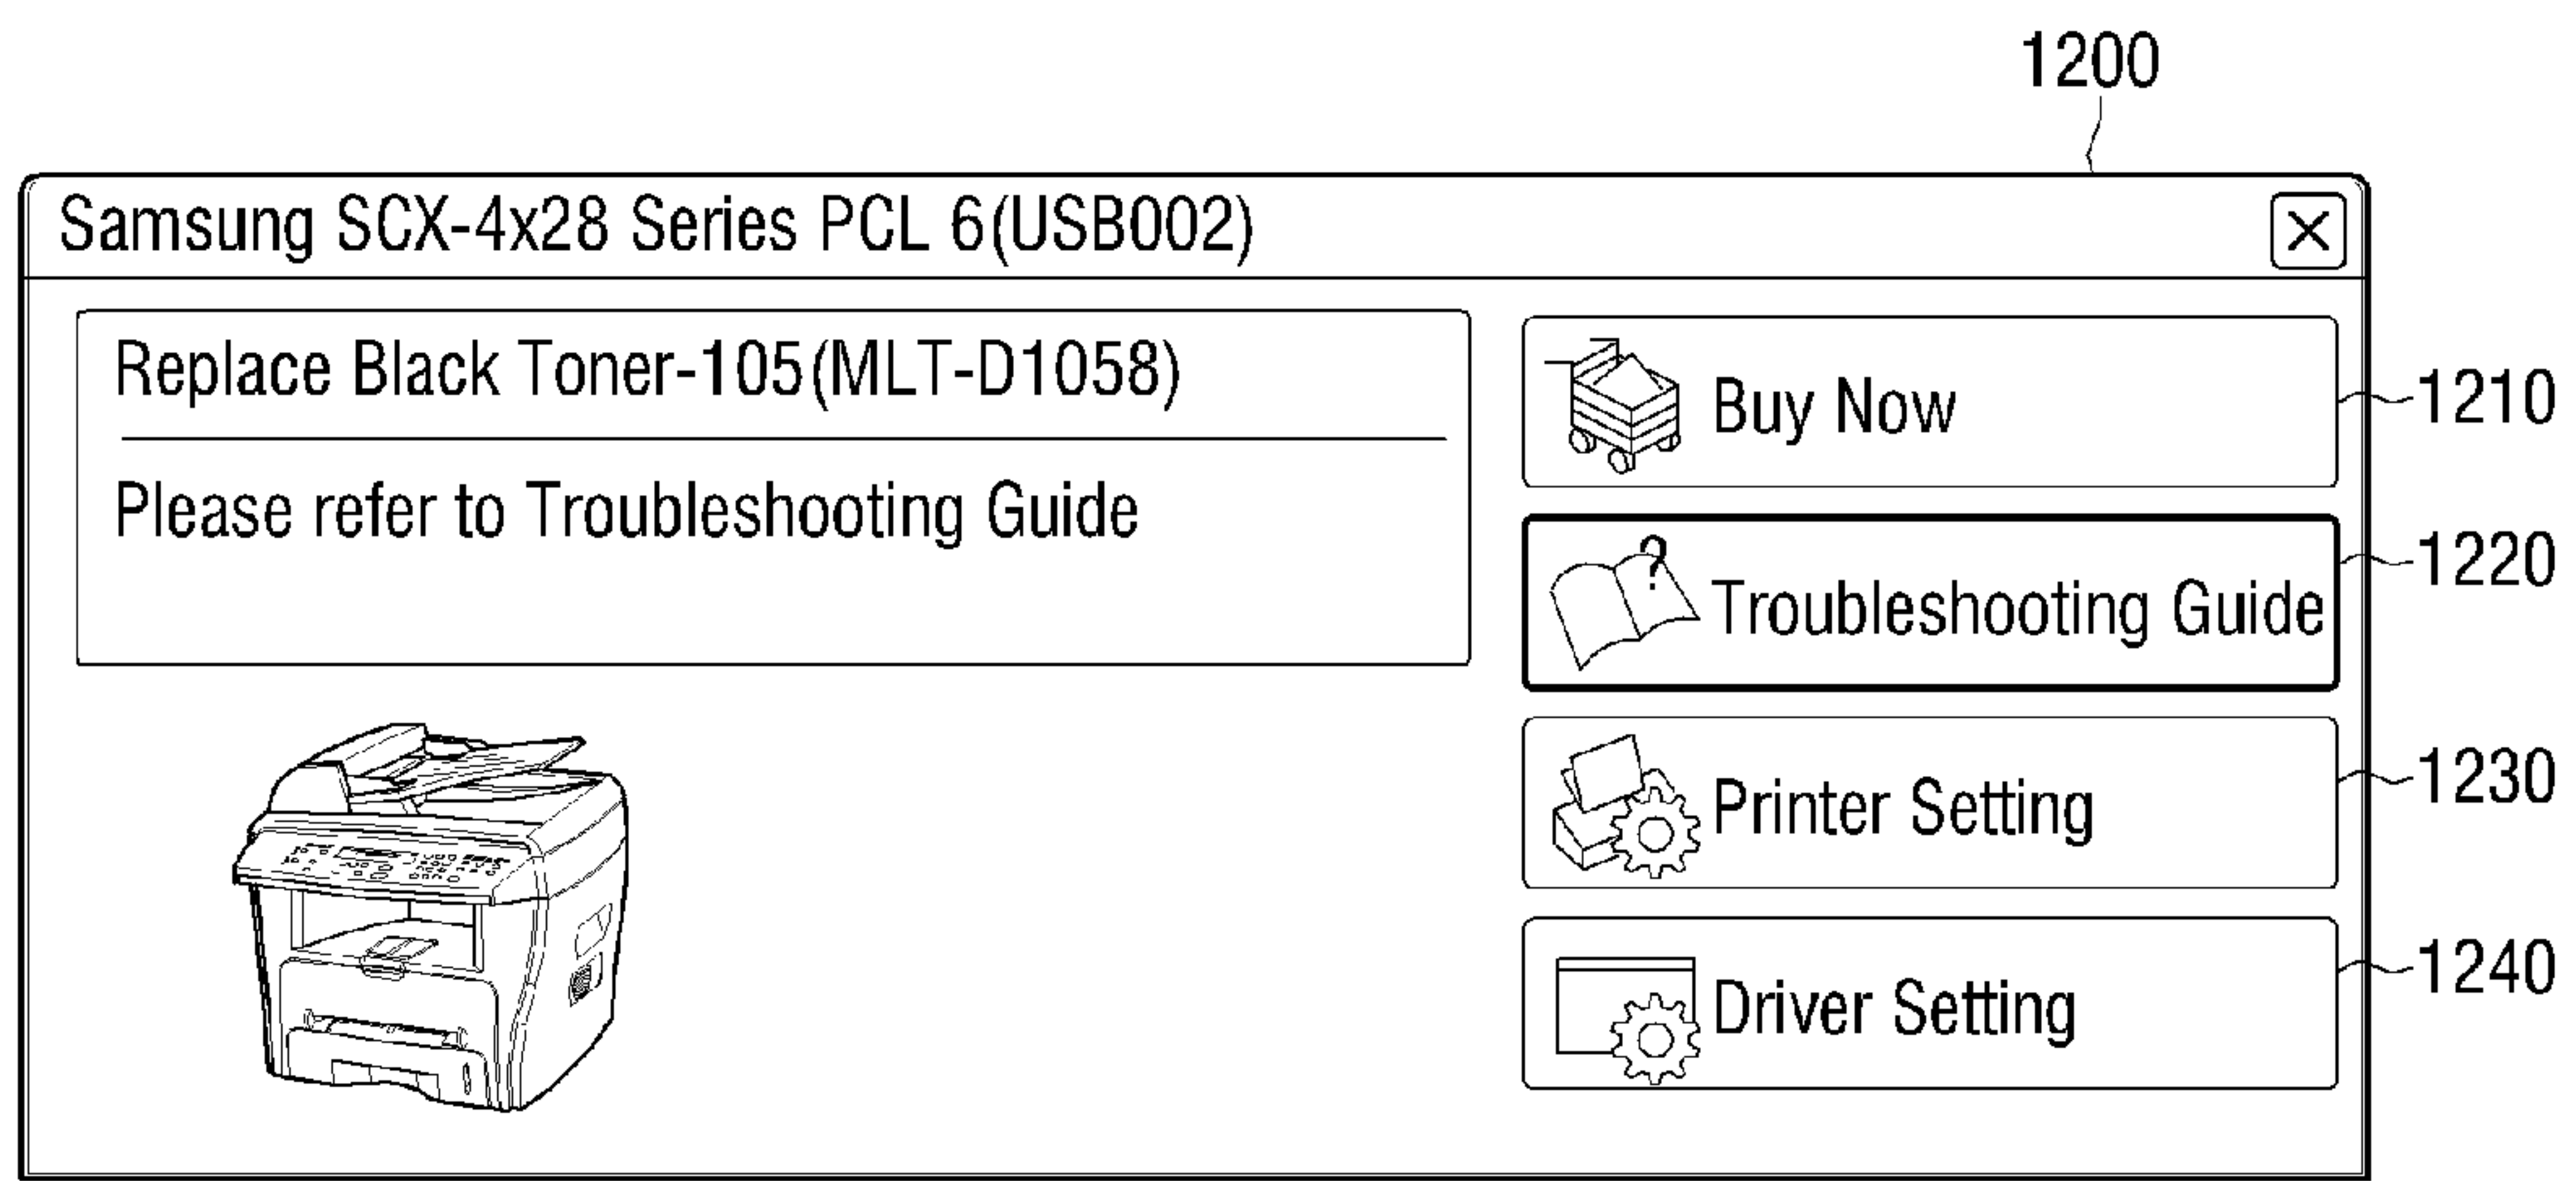 1200
Samsung SCX-4x28 Series PCL 6(USB002)
Replace Black Toner-105(MLT-D1058)
Please refer to Troubleshooting Guide
Buy Now
1210
?
Troubleshooting Guide
1220
Printer Setting
1230
Driver Setting
1240